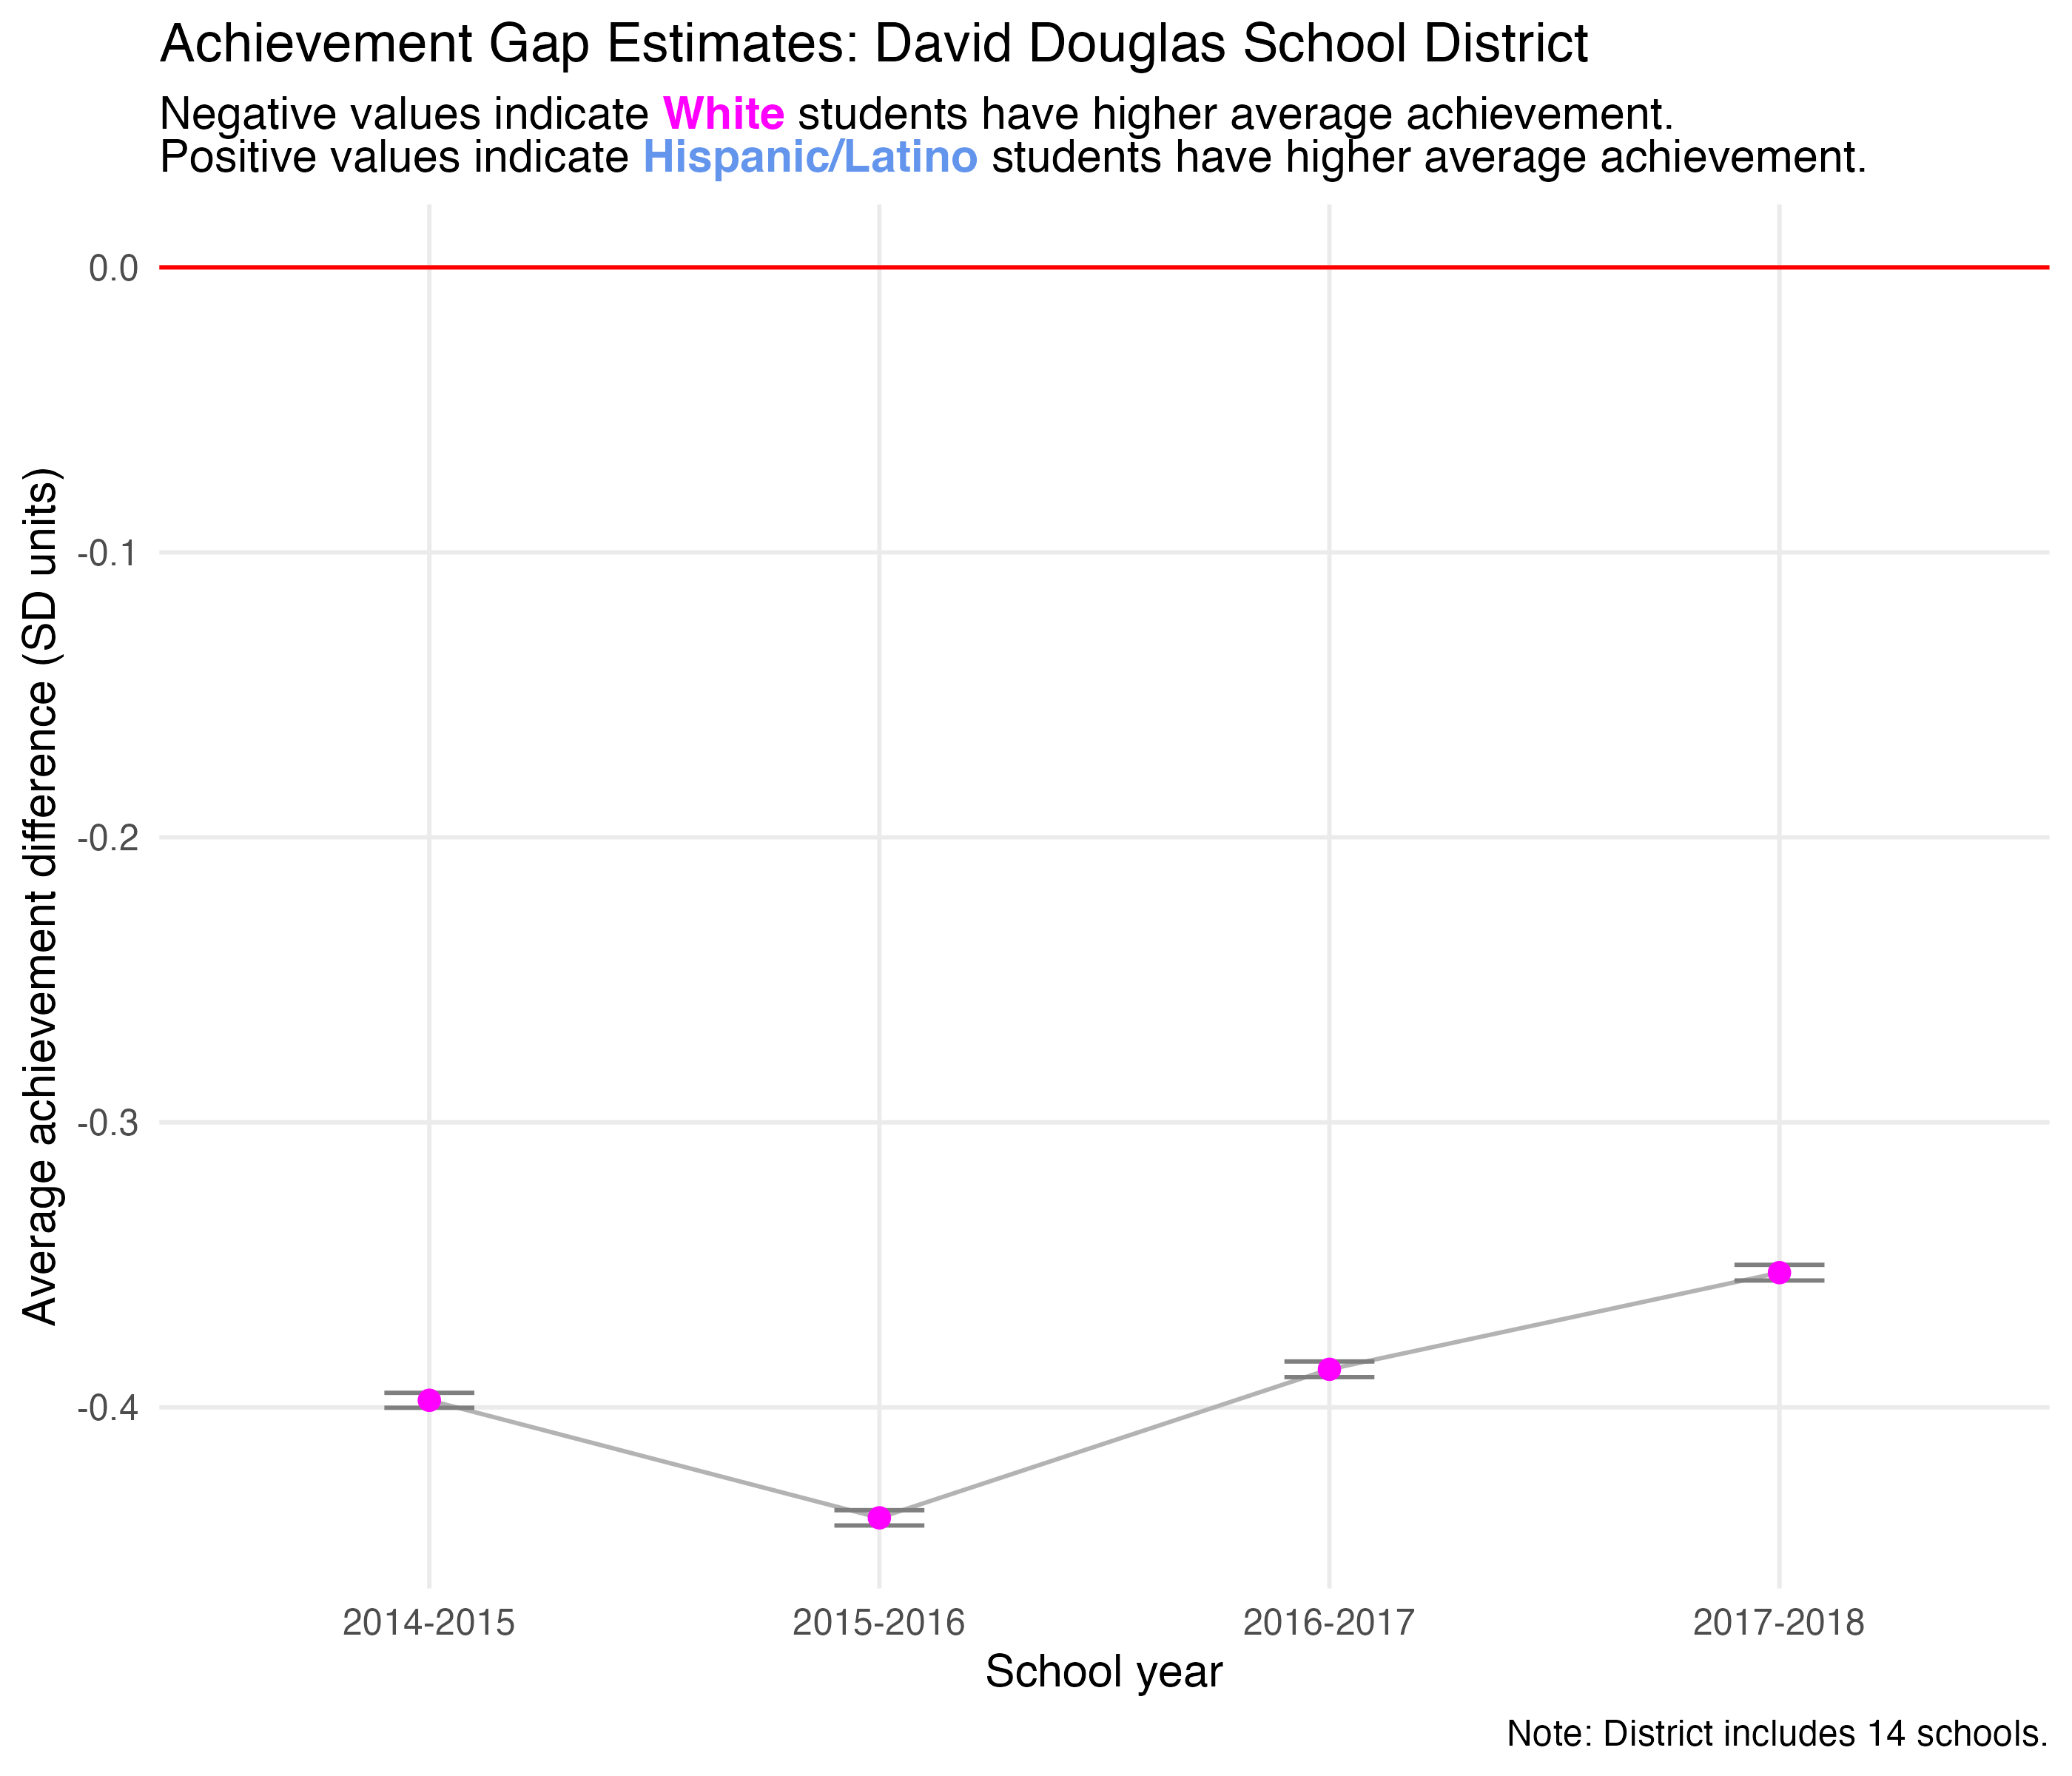 Achievement Gap Estimates: David Douglas School District
Negative values indicate White students have higher average achievement.
Positive values indicate Hispanic/Latino students have higher average achievement.
Average achievement difference (SD units)
0.0
-0.1
-0.2
-0.3
-0.4
2014-2015
2015-2016
2016-2017
2017-2018
School year
Note: District includes 14 schools.